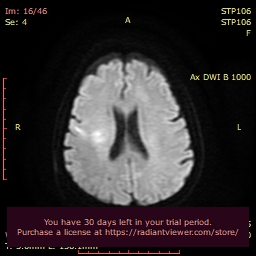 Im: 16/46
Se: 4
STP106
STP106
F
A
Ax DWI B 1000
R
L
You have 30 days left in your trial period.
Purchase a license at https://radiantviewer.com/store/